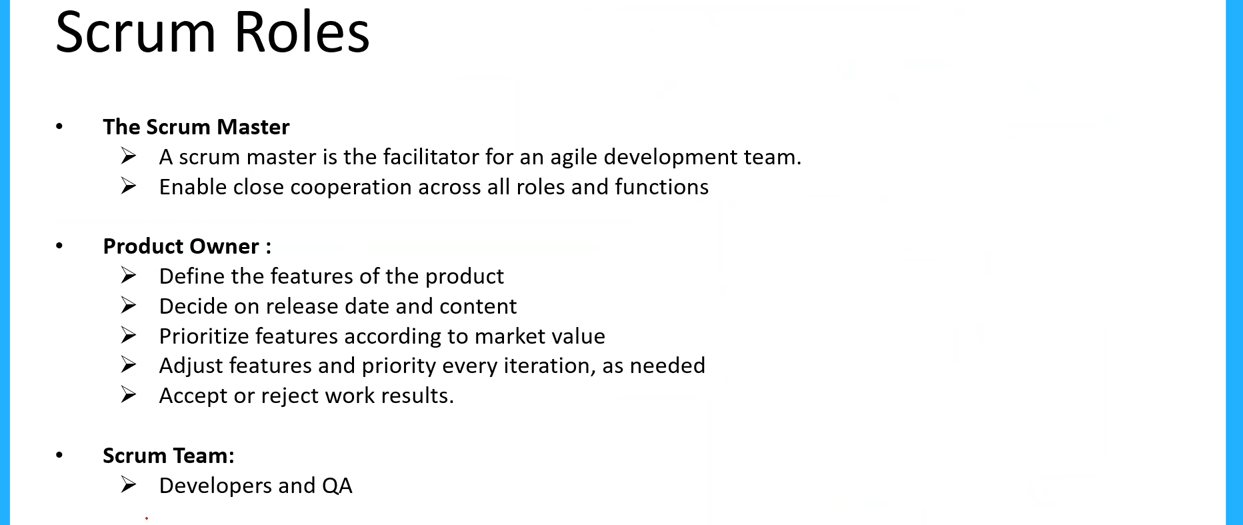 Scrum Roles
• The Scrum Master
➢ A scrum master is the facilitator for an agile development team.
➢ Enable close cooperation across all roles and functions
• Product Owner :
➢ Define the features of the product
➢ Decide on release date and content
➢ Prioritize features according to market value
➢ Adjust features and priority every iteration, as needed
➢ Accept or reject work results.
• Scrum Team:
➢ Developers and QA